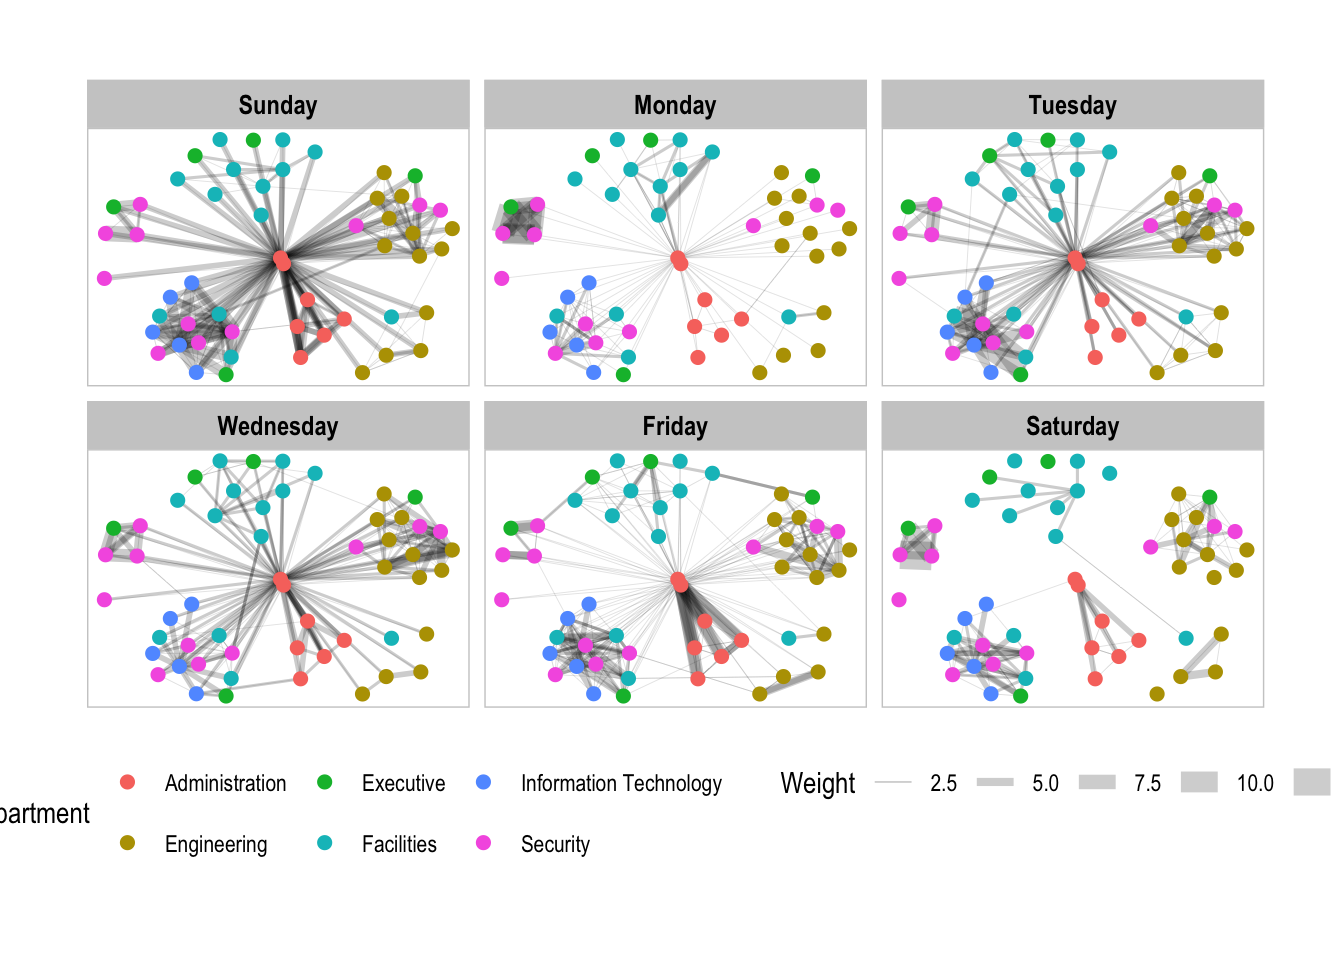 Sunday
Monday
Tuesday
Wednesday
Friday
Saturday
partment
Administration
Executive
Information Technology
Engineering
Facilities
Security
Weight
2.5
5.0
7.5
10.0